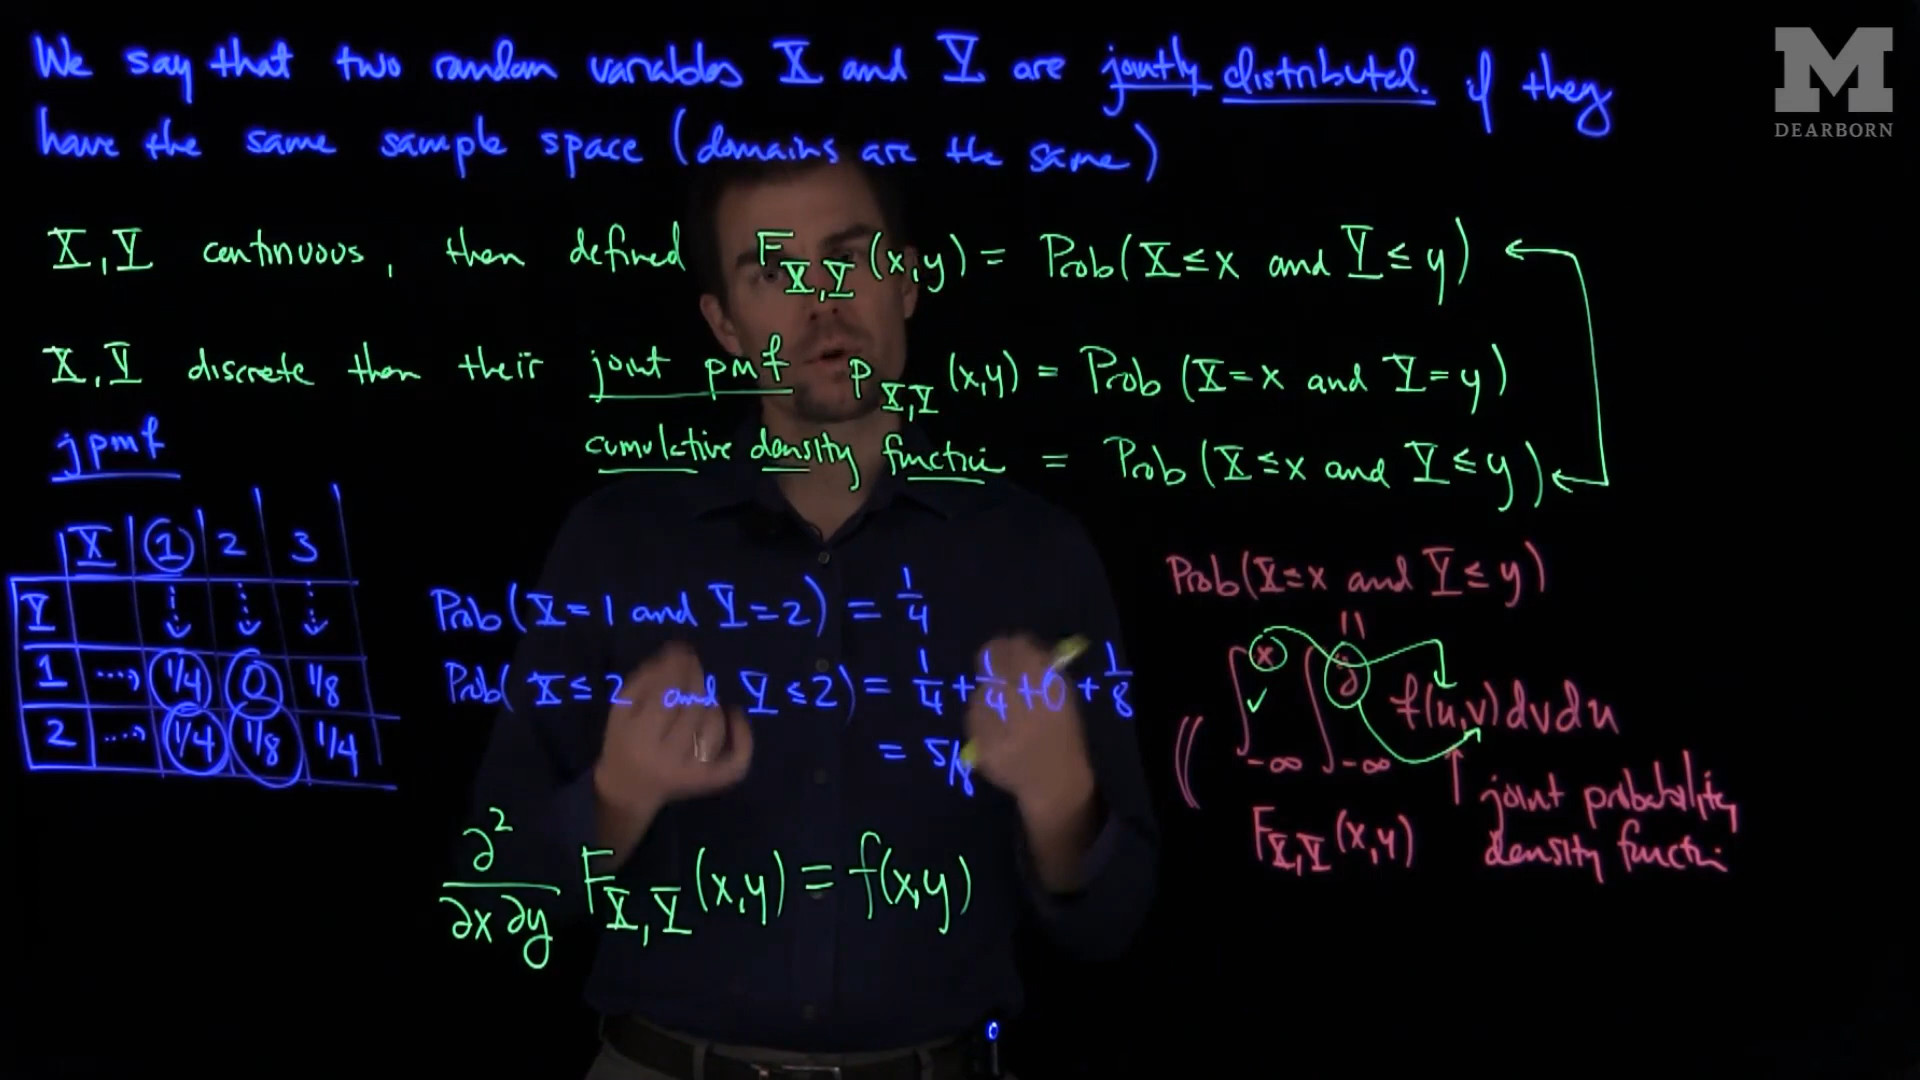 We say that two random variables X and Y are jointly distributed. if they
have the same sample space (domains are the same)
M
DEARBORN
X,Y continuous, then defined F_X,Y (x,y) = Prob(X≤x and Y≤y)
X,Y discrete then their joint pmf p_X,Y (x,y) = Prob (X=x and Y=y)
cumulative density functi = Prob (X≤x and Y≤y)
jpmf
X 1 2 3
Y
1 ....> 1/4 0 1/8
2 ....> 1/4 1/8 1/4
Prob(X=1 and Y=2) = 1/4
Prob( X≤2 and Y≤2) = 1/4 + 1/4 + 0 + 1/8
= 5/8
∂²/∂x∂y F_X,Y (x,y) = f(x,y)
Prob(X≤x and Y≤y)
=
∫_-∞^x ∫_-∞^y f(u,v) dv du
F_X,Y (x,y)
joint probability
density functi